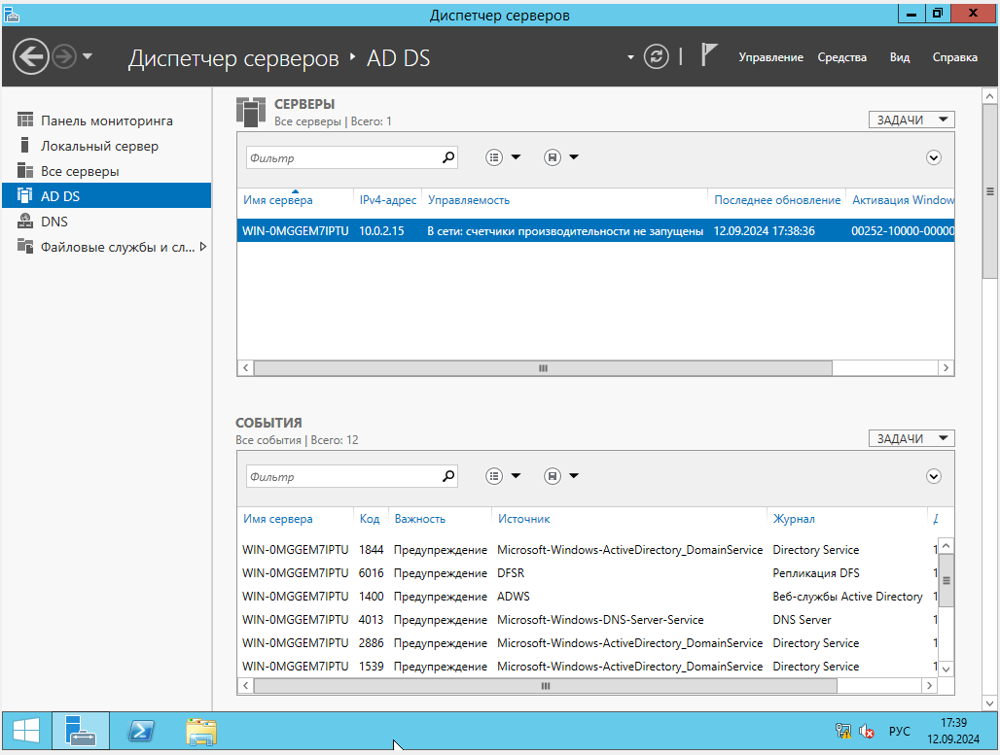 Диспетчер серверов
Диспетчер серверов AD DS
Управление Средства Вид Справка
Панель мониторинга
Локальный сервер
Все серверы
AD DS
DNS
Файловые службы и сл...
СЕРВЕРЫ
Все серверы | Всего: 1
ЗАДАЧИ
Фильтр
Имя сервера IPv4-адрес Управляемость Последнее обновление Активация Window
WIN-0MGGEM7IPTU 10.0.2.15 В сети: счетчики производительности не запущены 12.09.2024 17:38:36 00252-10000-00000
СОБЫТИЯ
Все события | Всего: 12
ЗАДАЧИ
Фильтр
Имя сервера Код Важность Источник Журнал
WIN-0MGGEM7IPTU 1844 Предупреждение Microsoft-Windows-ActiveDirectory_DomainService Directory Service 1
WIN-0MGGEM7IPTU 6016 Предупреждение DFSR Репликация DFS 1
WIN-0MGGEM7IPTU 1400 Предупреждение ADWS Веб-службы Active Directory 1
WIN-0MGGEM7IPTU 4013 Предупреждение Microsoft-Windows-DNS-Server-Service DNS Server 1
WIN-0MGGEM7IPTU 2886 Предупреждение Microsoft-Windows-ActiveDirectory_DomainService Directory Service 1
WIN-0MGGEM7IPTU 1539 Предупреждение Microsoft-Windows-ActiveDirectory_DomainService Directory Service 1
РУС
17:39
12.09.2024